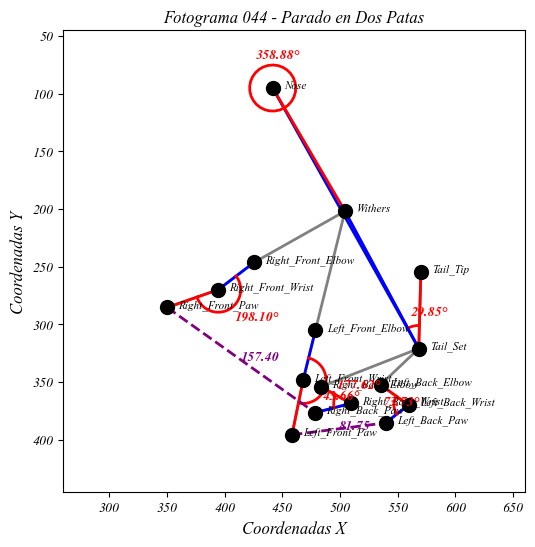 Fotograma 044 - Parado en Dos Patas
358.88°
Nose
Withers
Right_Front_Elbow
Tail_Tip
Right_Front_Wrist
Right_Front_Paw
198.10°
29.85°
Left_Front_Elbow
Tail_Set
157.40
Left_Front_Wrist
Left_Back_Elbow
Left_Back_Wrist
Right_Back_Paw
Left_Back_Paw
81.75
Left_Front_Paw
Coordenadas Y
50
100
150
200
250
300
350
400
300
350
400
450
500
550
600
650
Coordenadas X